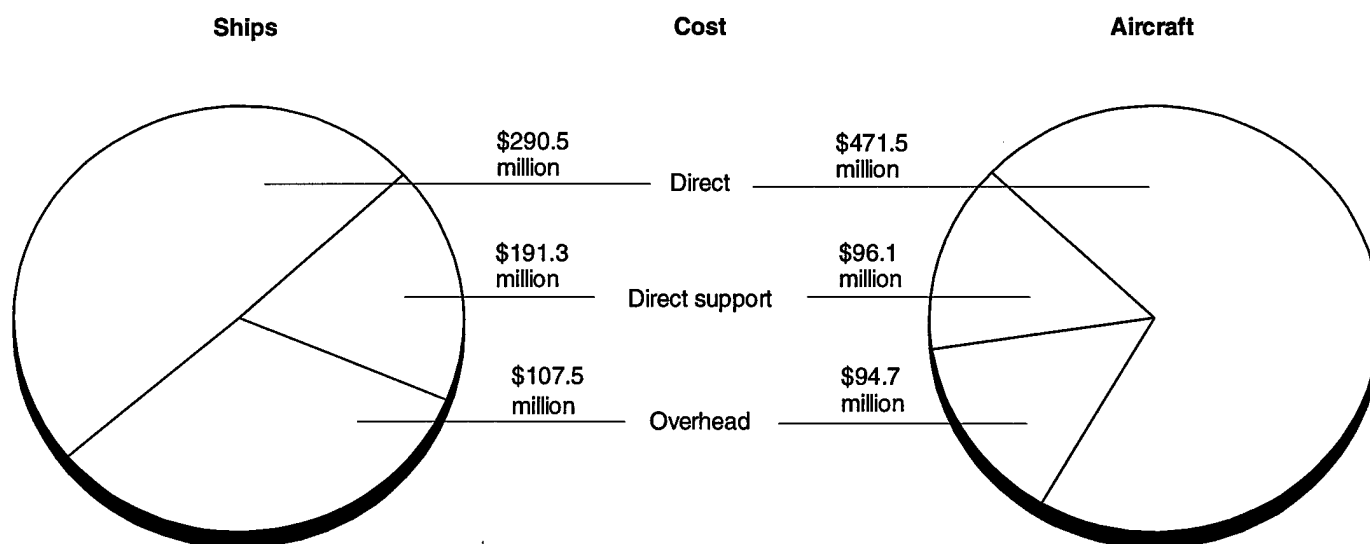 Ships
Cost
Aircraft
$290.5
million
Direct
$471.5
million
$191.3
million
Direct support
$96.1
million
$107.5
million
Overhead
$94.7
million